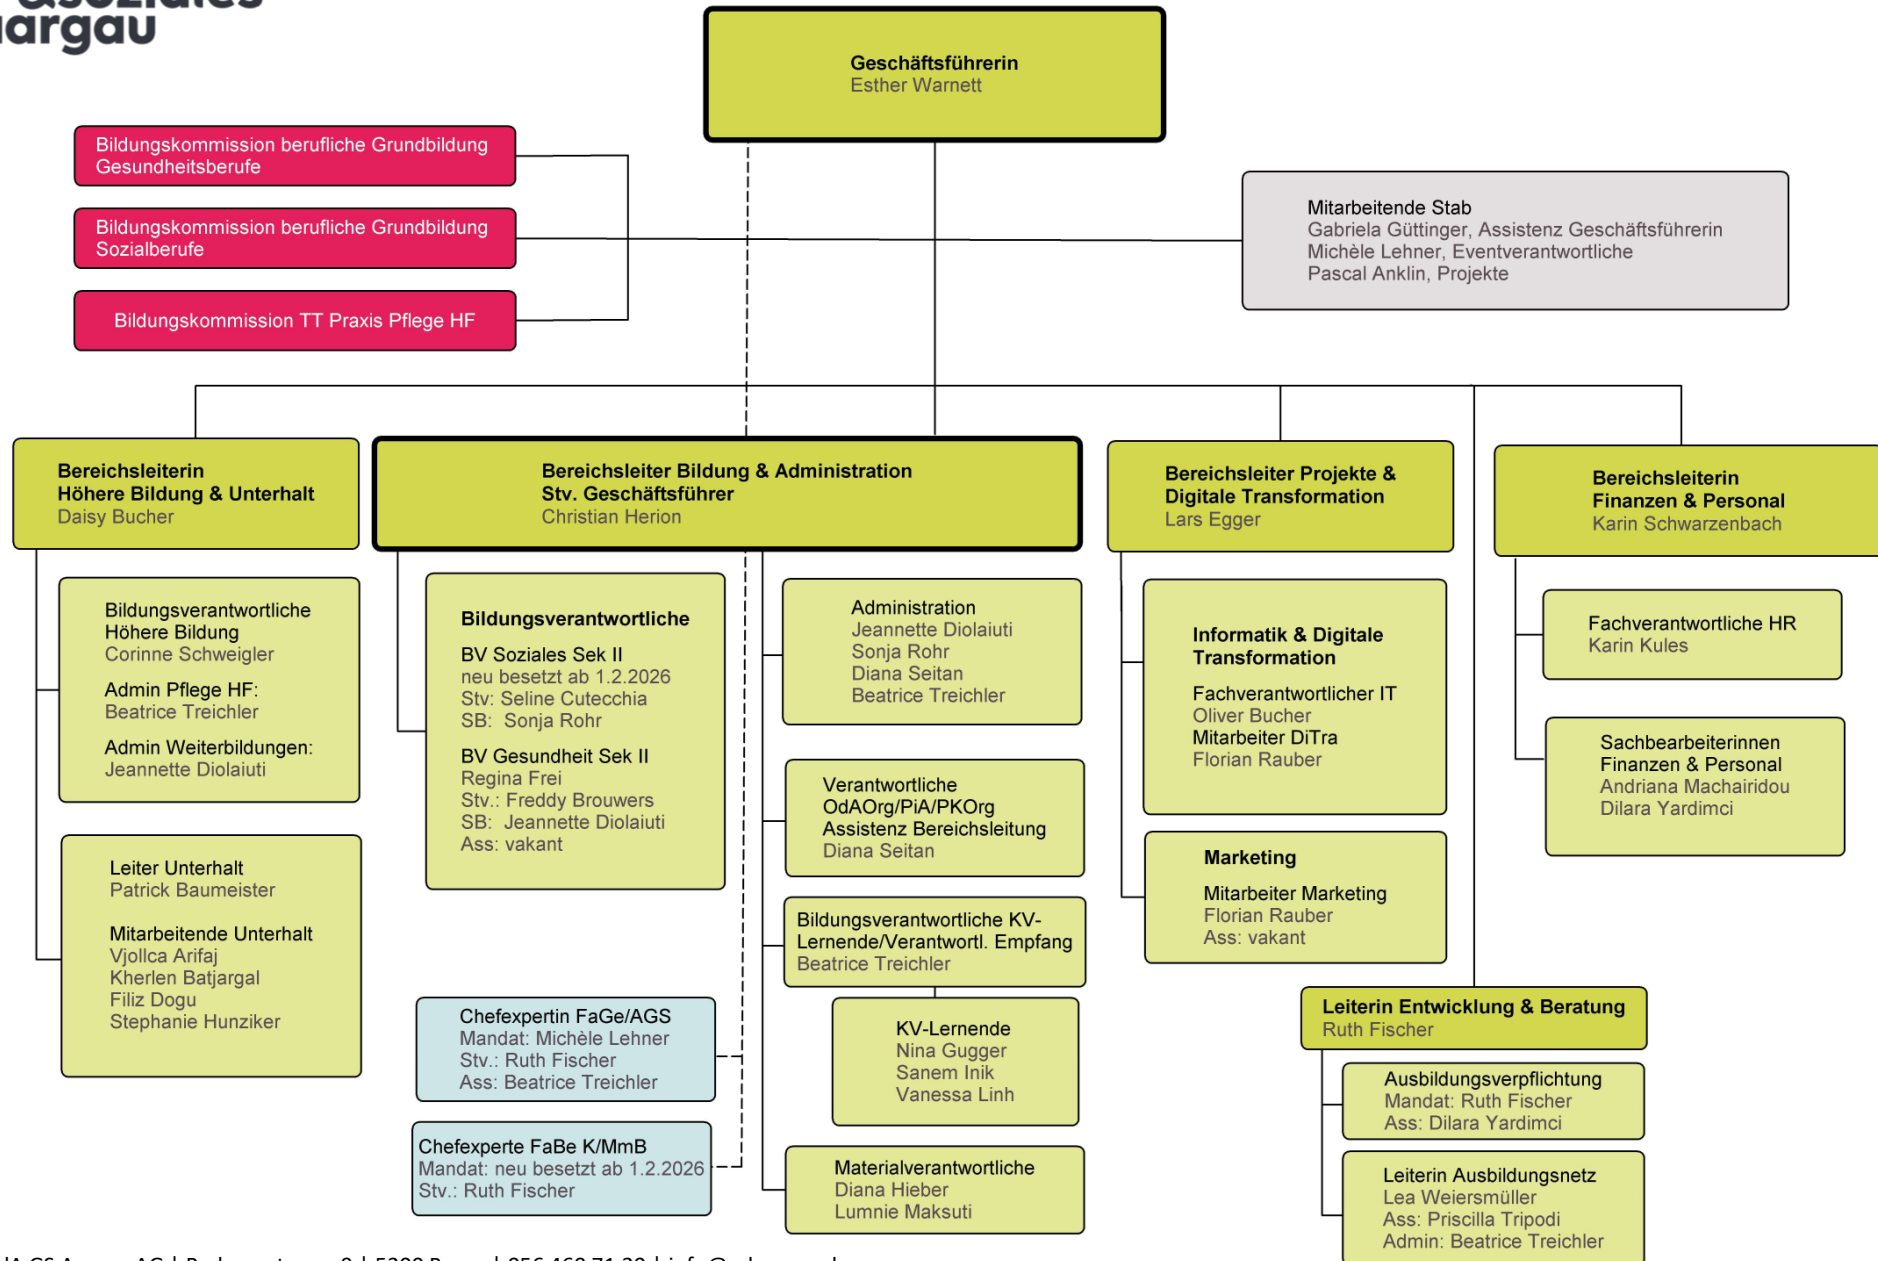 &soziales
aargau
Geschäftsführerin
Esther Warnett
Bildungskommission berufliche Grundbildung
Gesundheitsberufe
Bildungskommission berufliche Grundbildung
Sozialberufe
Bildungskommission TT Praxis Pflege HF
Mitarbeitende Stab
Gabriela Güttinger, Assistenz Geschäftsführerin
Michèle Lehner, Eventverantwortliche
Pascal Anklin, Projekte
Bereichsleiterin
Höhere Bildung & Unterhalt
Daisy Bucher
Bildungsverantwortliche
Höhere Bildung
Corinne Schweigler
Admin Pflege HF:
Beatrice Treichler
Admin Weiterbildungen:
Jeannette Diolaiuti
Leiter Unterhalt
Patrick Baumeister
Mitarbeitende Unterhalt
Vjollca Arifaj
Kherlen Batjargal
Filiz Dogu
Stephanie Hunziker
Bereichsleiter Bildung & Administration
Stv. Geschäftsführer
Christian Herion
Bildungsverantwortliche
BV Soziales Sek II
neu besetzt ab 1.2.2026
Stv: Seline Cutecchia
SB: Sonja Rohr
BV Gesundheit Sek II
Regina Frei
Stv.: Freddy Brouwers
SB: Jeannette Diolaiuti
Ass: vakant
Chefexpertin FaGe/AGS
Mandat: Michèle Lehner
Stv.: Ruth Fischer
Ass: Beatrice Treichler
Chefexperte FaBe K/MmB
Mandat: neu besetzt ab 1.2.2026
Stv.: Ruth Fischer
Administration
Jeannette Diolaiuti
Sonja Rohr
Diana Seitan
Beatrice Treichler
Verantwortliche
OdAOrg/PiA/PKOrg
Assistenz Bereichsleitung
Diana Seitan
Bildungsverantwortliche KV-
Lernende/Verantwortl. Empfang
Beatrice Treichler
KV-Lernende
Nina Gugger
Sanem Inik
Vanessa Linh
Materialverantwortliche
Diana Hieber
Lumnie Maksuti
Bereichsleiter Projekte &
Digitale Transformation
Lars Egger
Informatik & Digitale
Transformation
Fachverantwortlicher IT
Oliver Bucher
Mitarbeiter DiTra
Florian Rauber
Marketing
Mitarbeiter Marketing
Florian Rauber
Ass: vakant
Leiterin Entwicklung & Beratung
Ruth Fischer
Ausbildungsverpflichtung
Mandat: Ruth Fischer
Ass: Dilara Yardimci
Leiterin Ausbildungsnetz
Lea Weiersmüller
Ass: Priscilla Tripodi
Admin: Beatrice Treichler
Bereichsleiterin
Finanzen & Personal
Karin Schwarzenbach
Fachverantwortliche HR
Karin Kules
Sachbearbeiterinnen
Finanzen & Personal
Andriana Machairidou
Dilara Yardimci